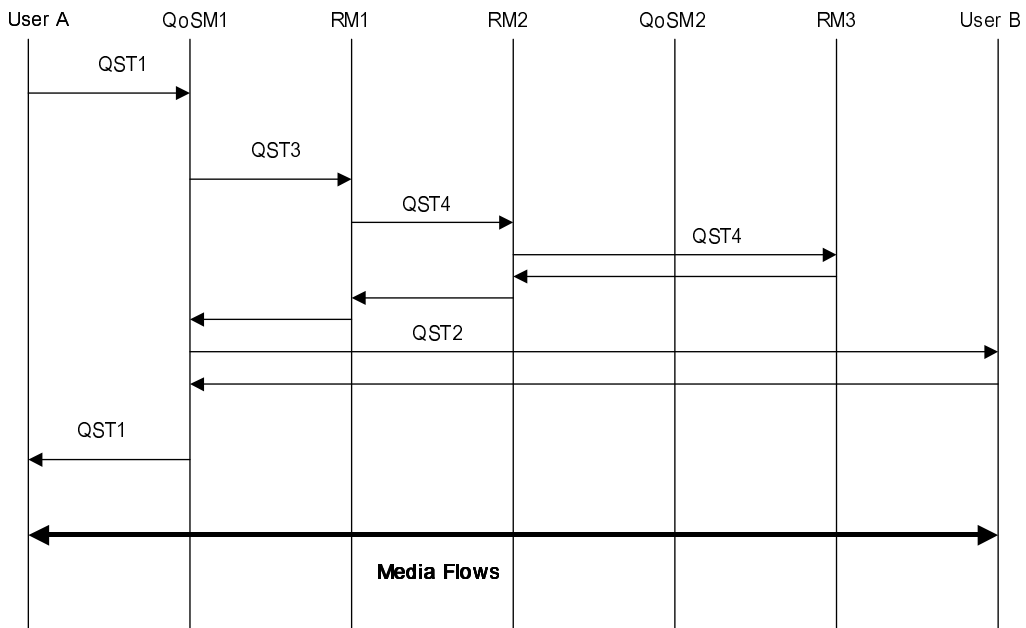 User A QoSM1 RM1 RM2 QoSM2 RM3 User B
QST1
QST3
QST4
QST4
QST2
QST1
Media Flows